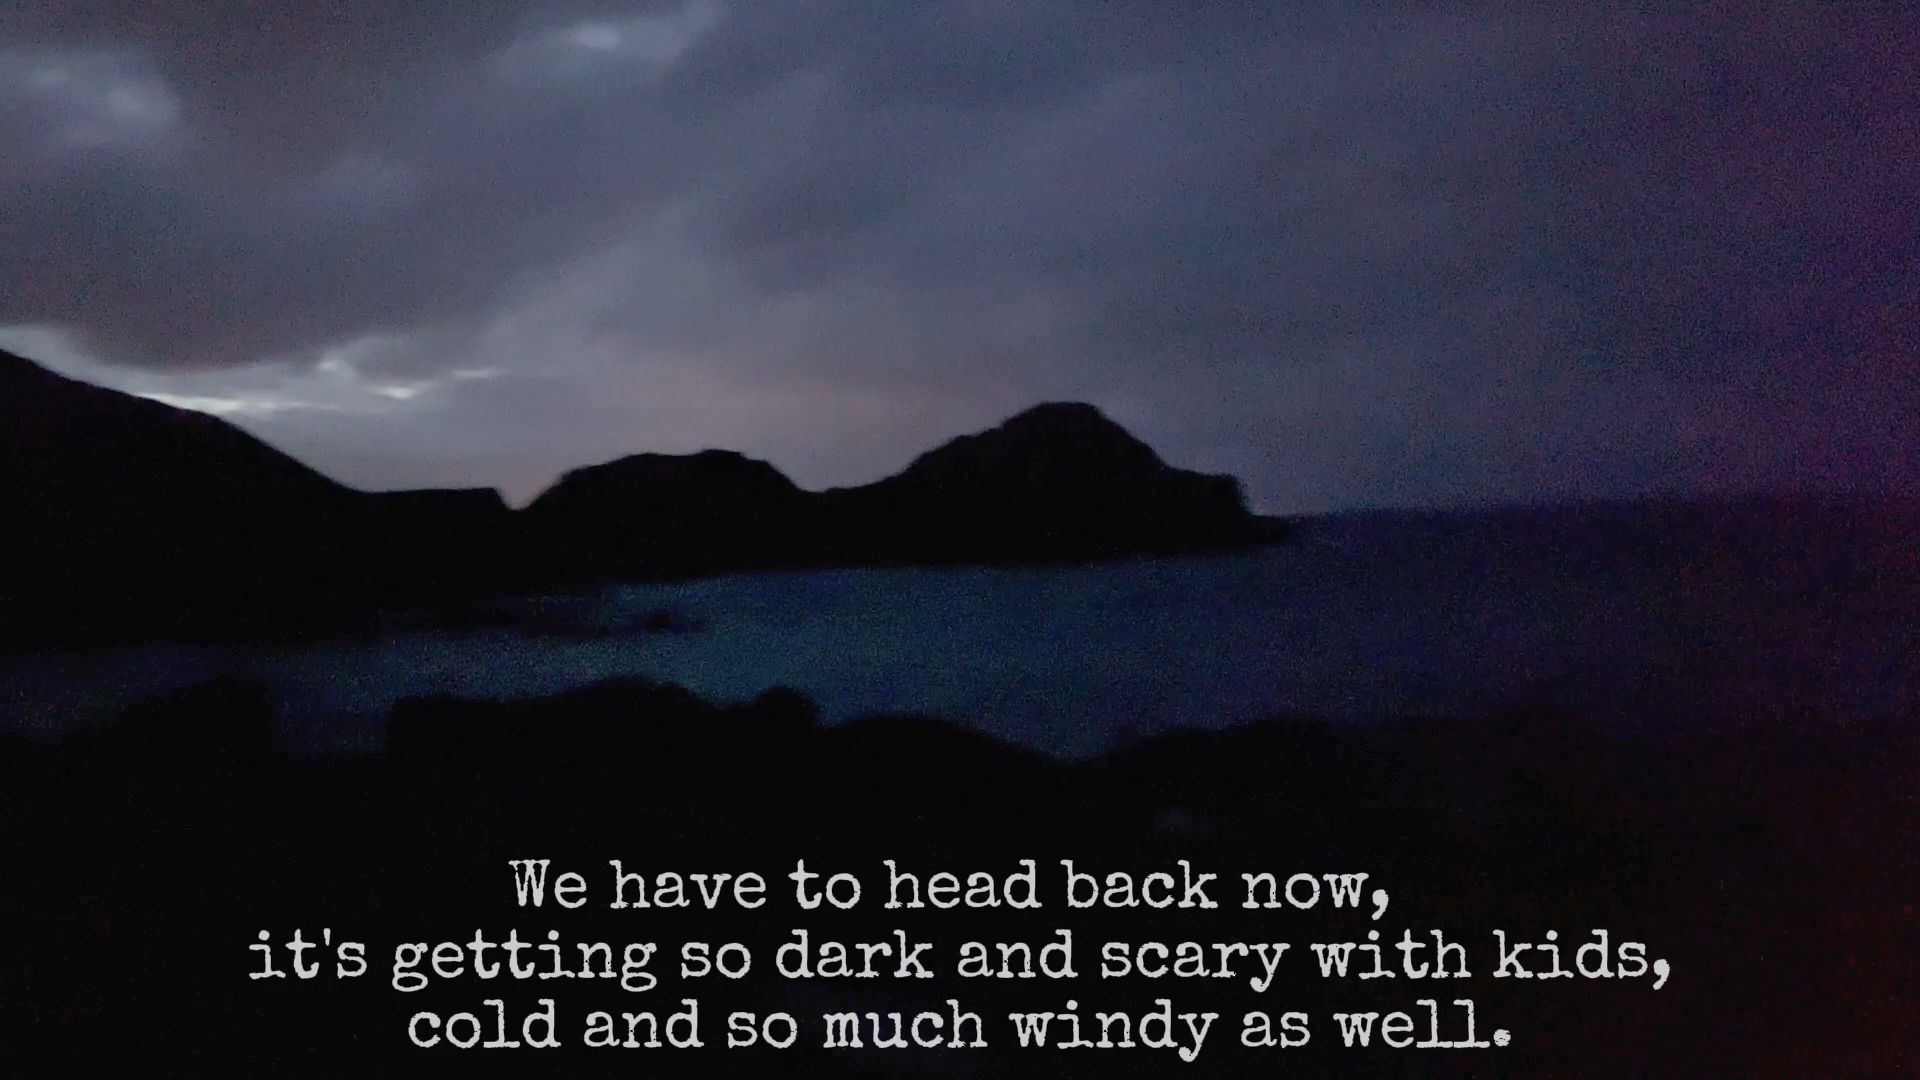 We have to head back now,
it's getting so dark and scary with kids,
cold and so much windy as well.